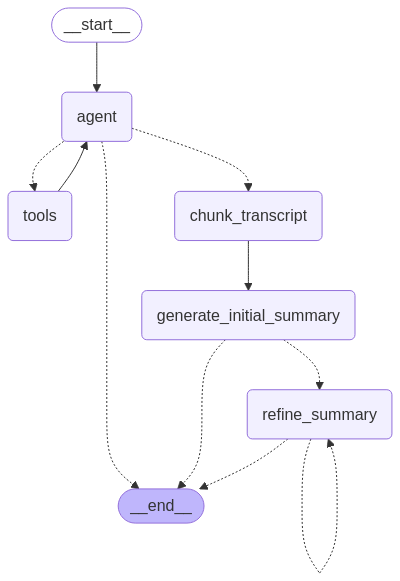 __start__
agent
tools
chunk_transcript
generate_initial_summary
refine_summary
__end__